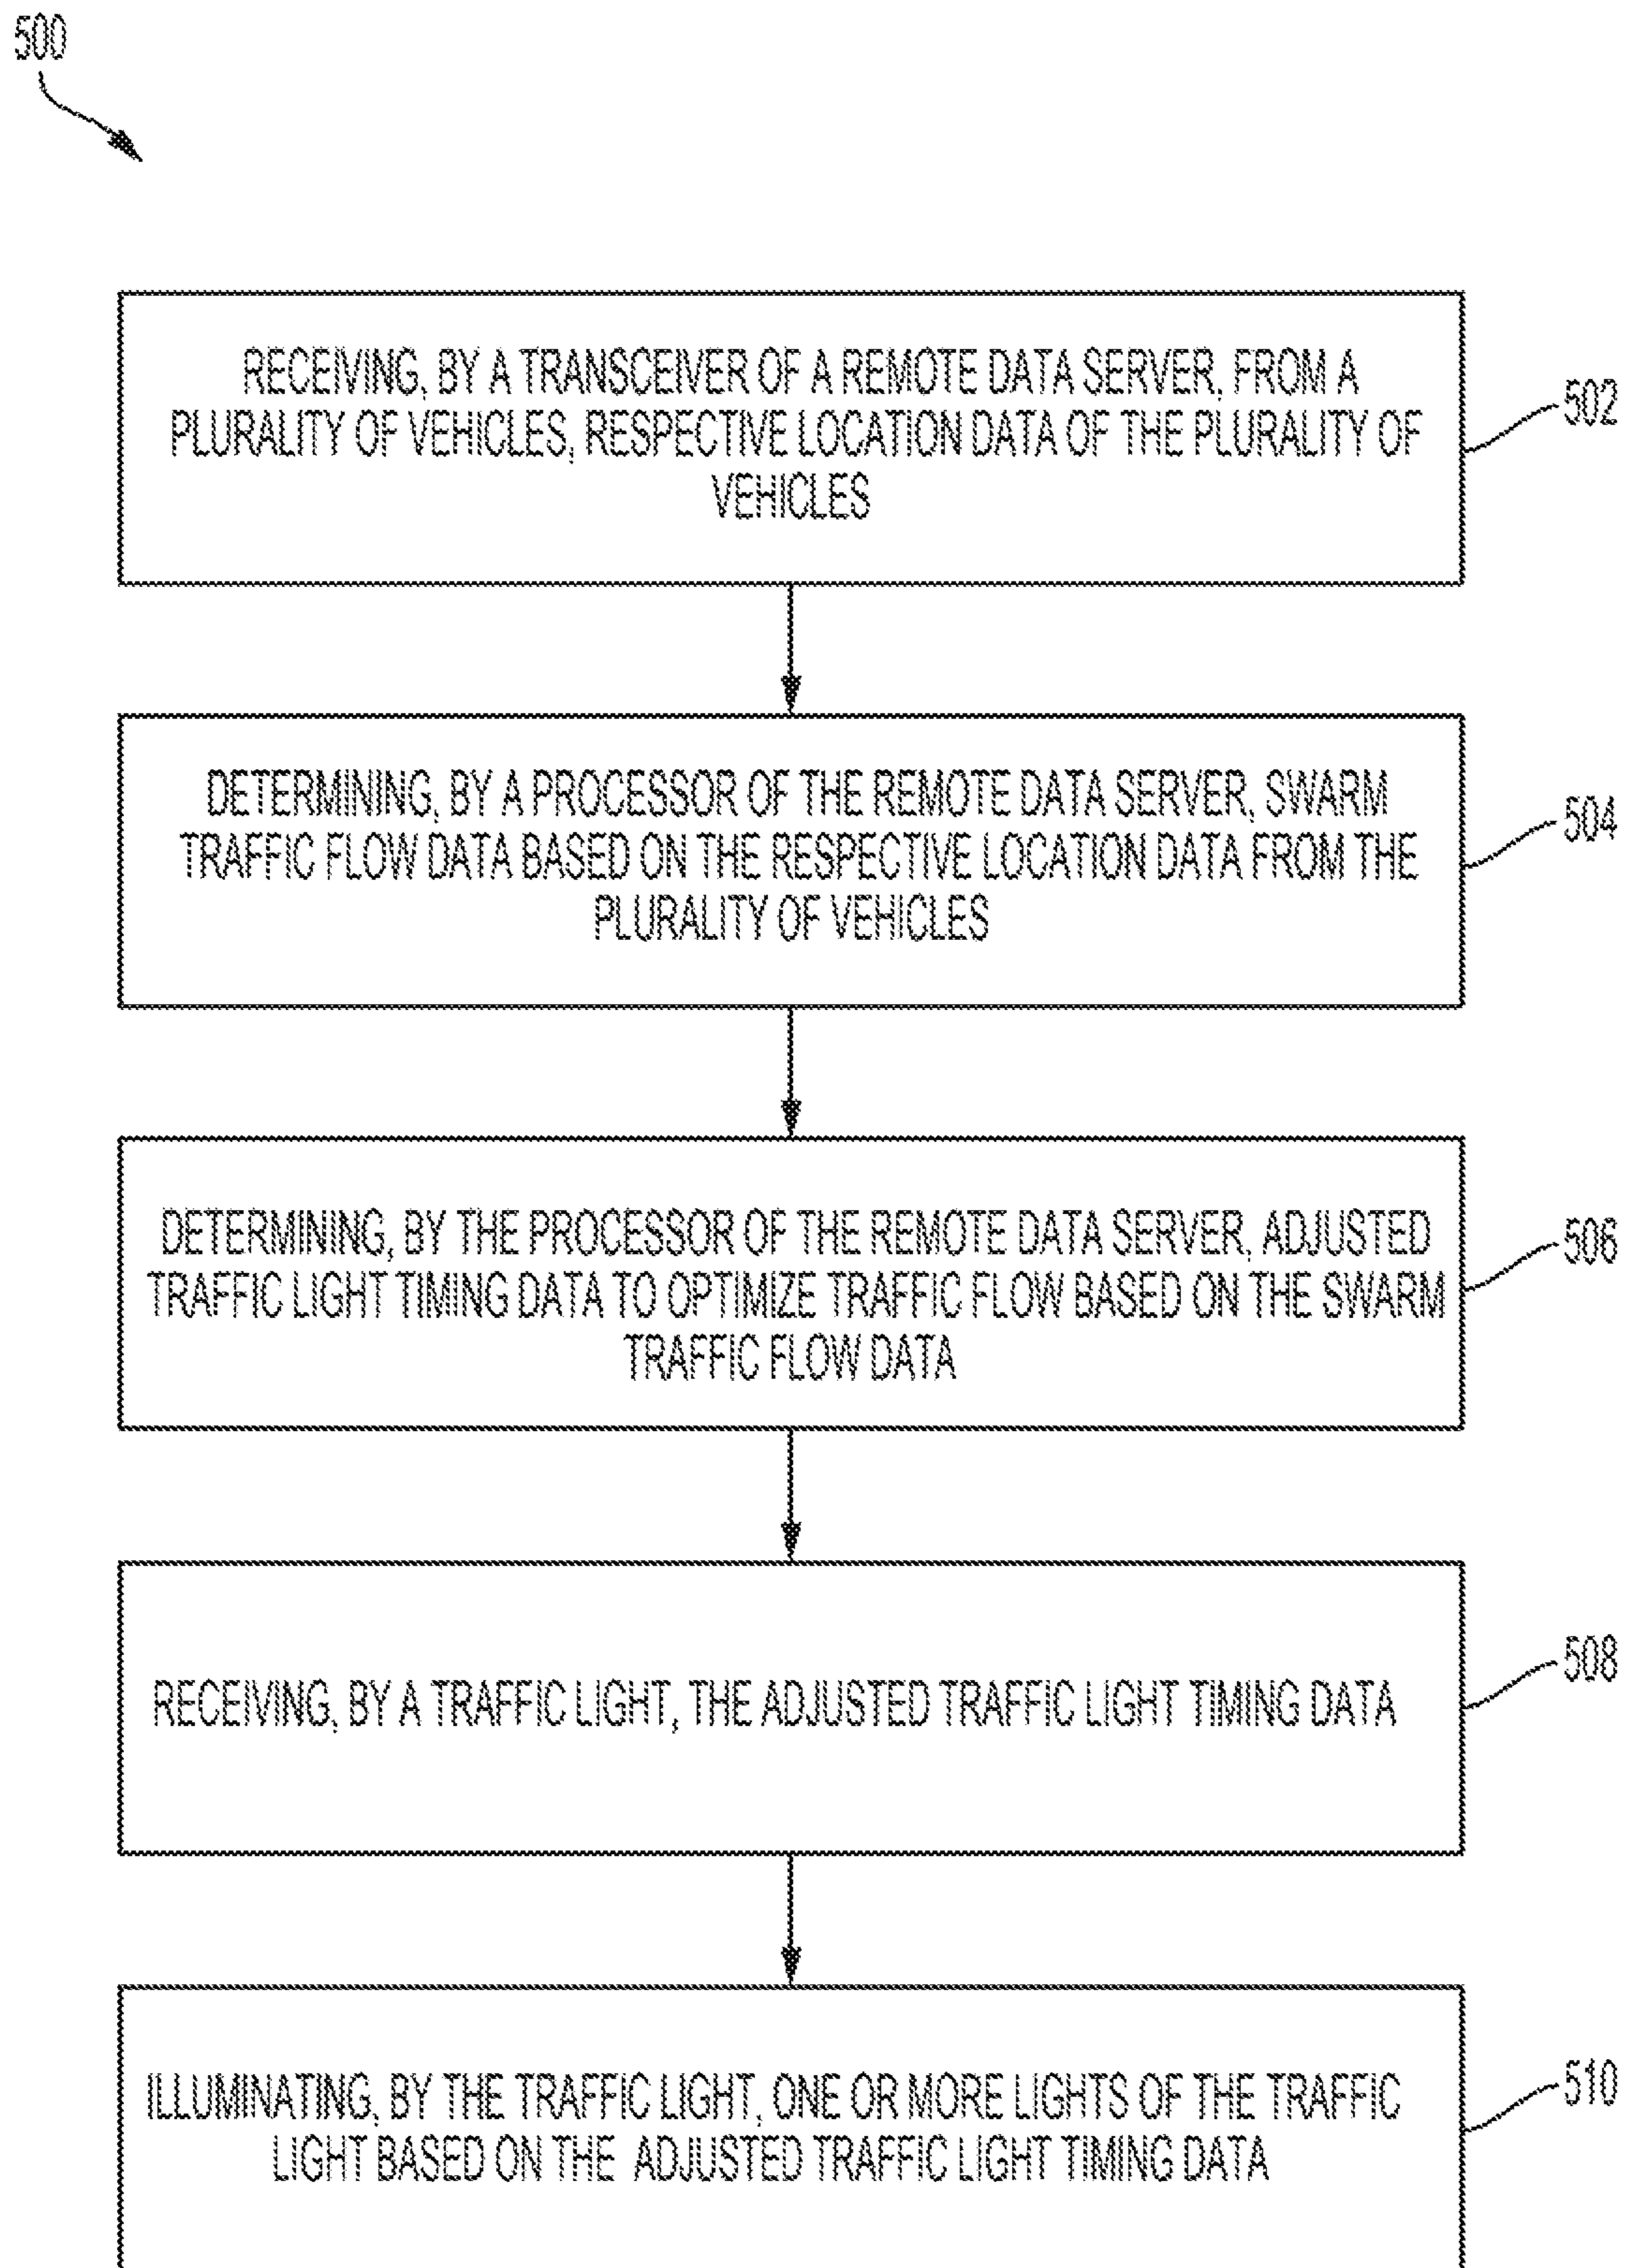 500
RECEIVING, BY A TRANSCEIVER OF A REMOTE DATA SERVER, FROM A
PLURALITY OF VEHICLES, RESPECTIVE LOCATION DATA OF THE PLURALITY OF
VEHICLES
502
DETERMINING, BY A PROCESSOR OF THE REMOTE DATA SERVER, SWARM
TRAFFIC FLOW DATA BASED ON THE RESPECTIVE LOCATION DATA FROM THE
PLURALITY OF VEHICLES
504
DETERMINING, BY THE PROCESSOR OF THE REMOTE DATA SERVER, ADJUSTED
TRAFFIC LIGHT TIMING DATA TO OPTIMIZE TRAFFIC FLOW BASED ON THE SWARM
TRAFFIC FLOW DATA
506
RECEIVING, BY A TRAFFIC LIGHT, THE ADJUSTED TRAFFIC LIGHT TIMING DATA
508
ILLUMINATING, BY THE TRAFFIC LIGHT, ONE OR MORE LIGHTS OF THE TRAFFIC
LIGHT BASED ON THE ADJUSTED TRAFFIC LIGHT TIMING DATA
510